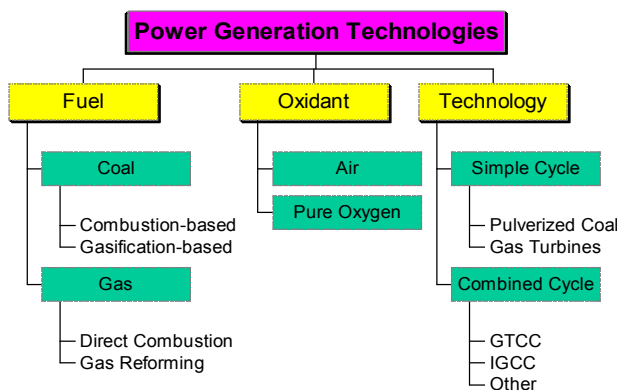 Power Generation Technologies
Fuel
Oxidant
Technology
Coal
Combustion-based
Gasification-based
Gas
Direct Combustion
Gas Reforming
Air
Pure Oxygen
Simple Cycle
Pulverized Coal
Gas Turbines
Combined Cycle
GTCC
IGCC
Other